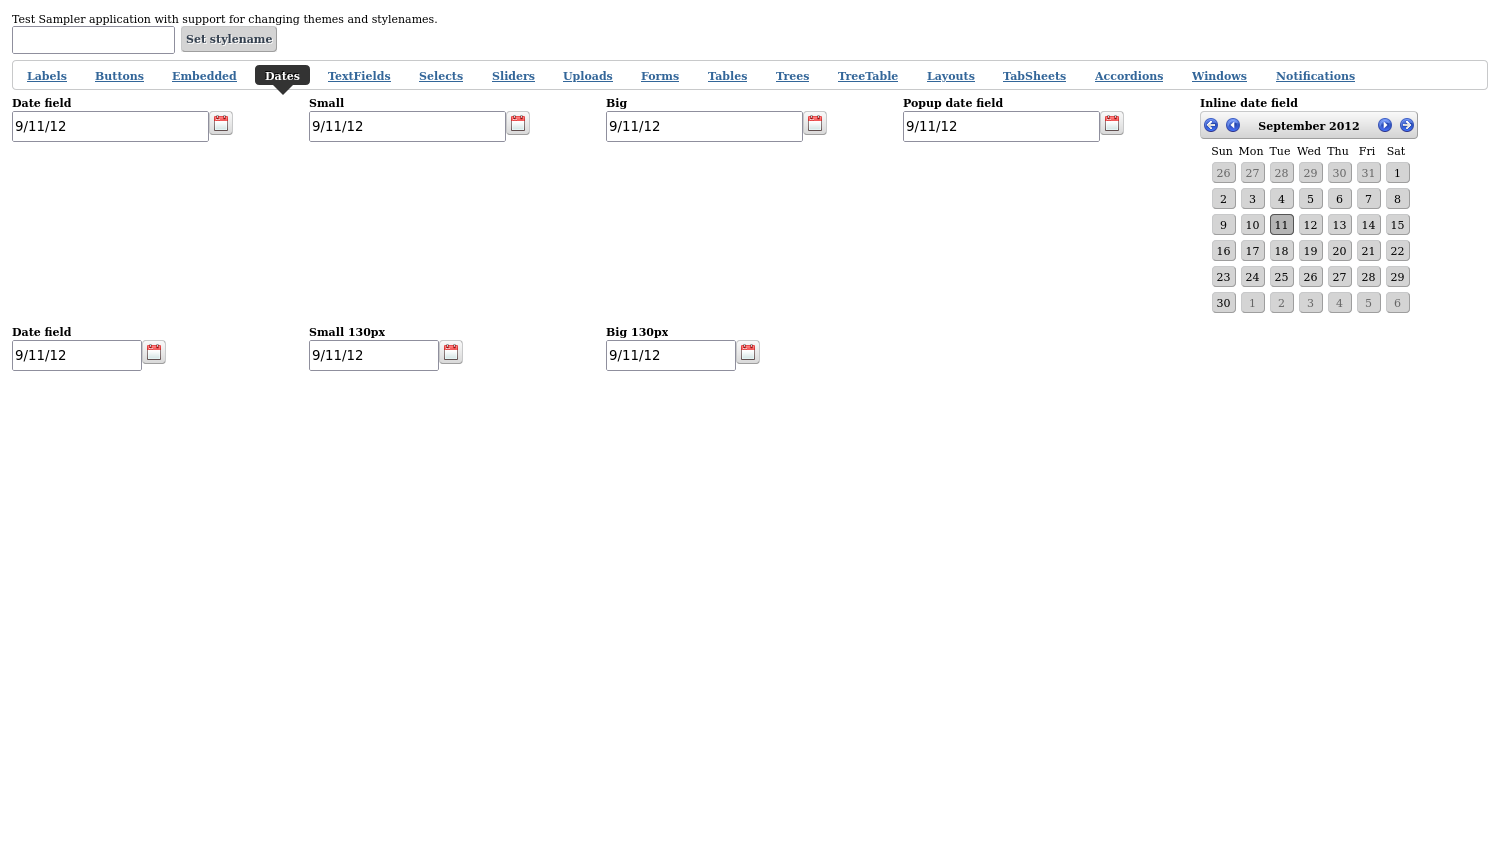 Test Sampler application with support for changing themes and stylenames.
Set stylename
Labels Buttons Embedded Dates TextFields Selects Sliders Uploads Forms Tables Trees TreeTable Layouts TabSheets Accordions Windows Notifications
Date field Small Big Popup date field Inline date field
9/11/12 9/11/12 9/11/12 9/11/12 September 2012
Sun Mon Tue Wed Thu Fri Sat
26 27 28 29 30 31 1
2 3 4 5 6 7 8
9 10 11 12 13 14 15
16 17 18 19 20 21 22
23 24 25 26 27 28 29
30 1 2 3 4 5 6
Date field Small 130px Big 130px
9/11/12 9/11/12 9/11/12